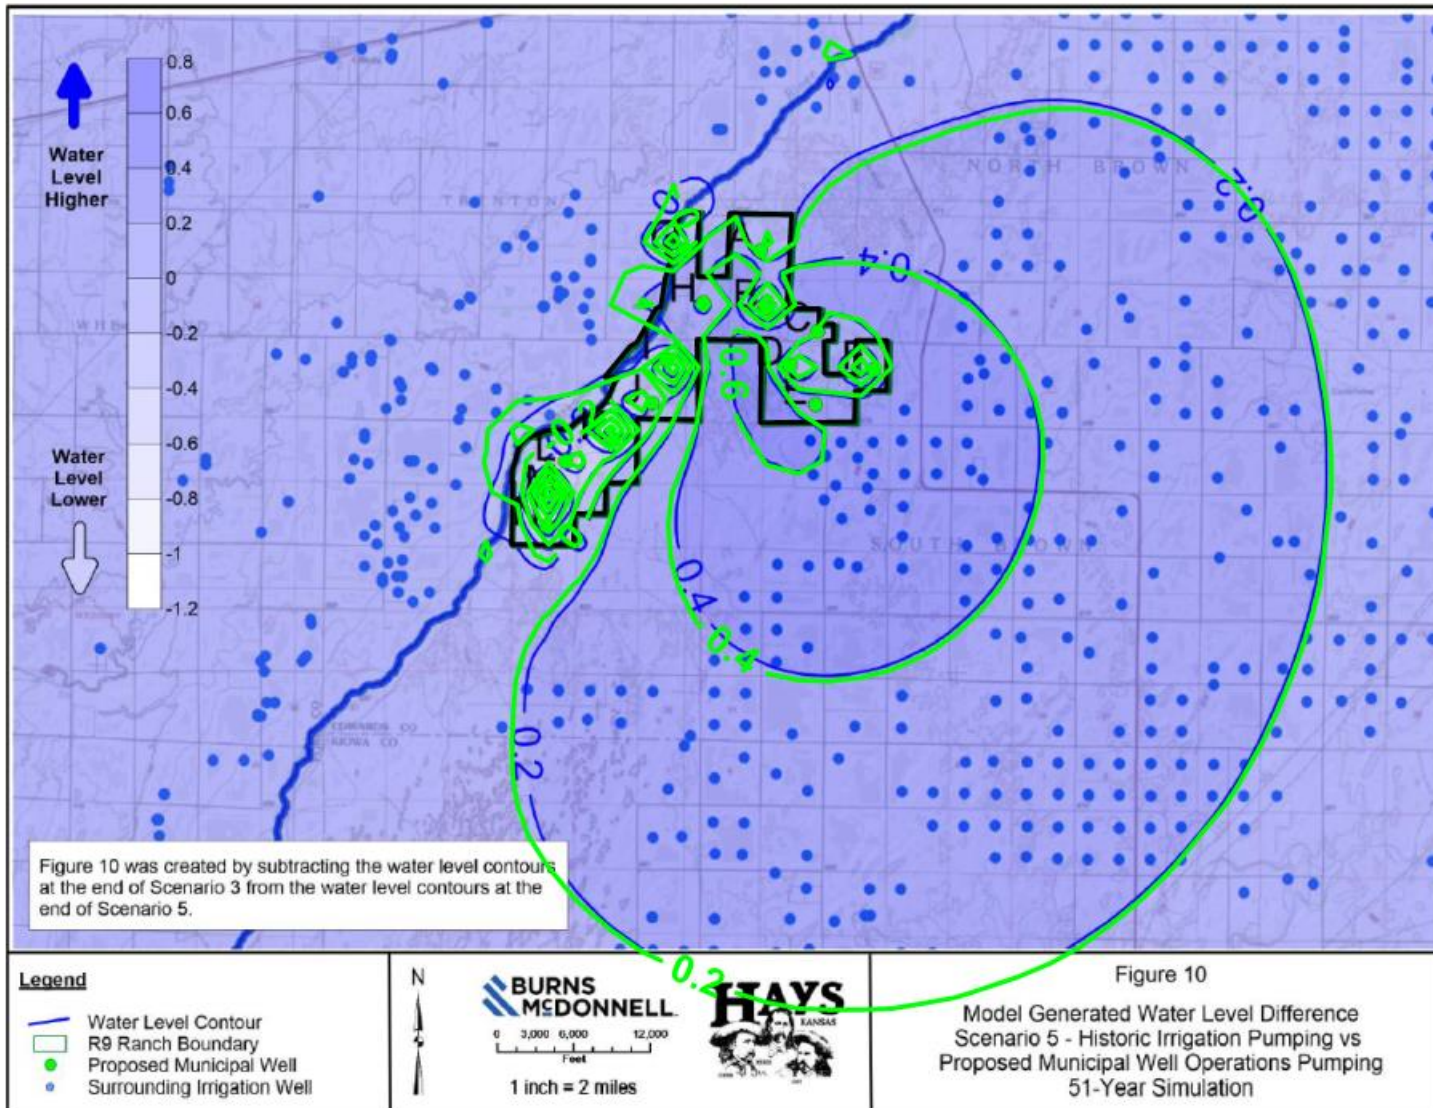 0.8
0.6
0.4
0.2
0
-0.2
-0.4
-0.6
-0.8
-1
-1.2
Water
Level
Higher
Water
Level
Lower
TRENTON
NORTH BROWN
SOUTH BROWN
EDWARDS CO
KIOWA CO
0.2
0.4
A
H
C
D
0.6
0.4
0.4
0.2
0.2
Figure 10 was created by subtracting the water level contours
at the end of Scenario 3 from the water level contours at the
end of Scenario 5.
Legend
Water Level Contour
R9 Ranch Boundary
Proposed Municipal Well
Surrounding Irrigation Well
N
BURNS
McDONNELL
0 3,000 6,000 12,000
Feet
1 inch = 2 miles
HAYS
KANSAS
Figure 10
Model Generated Water Level Difference
Scenario 5 - Historic Irrigation Pumping vs
Proposed Municipal Well Operations Pumping
51-Year Simulation